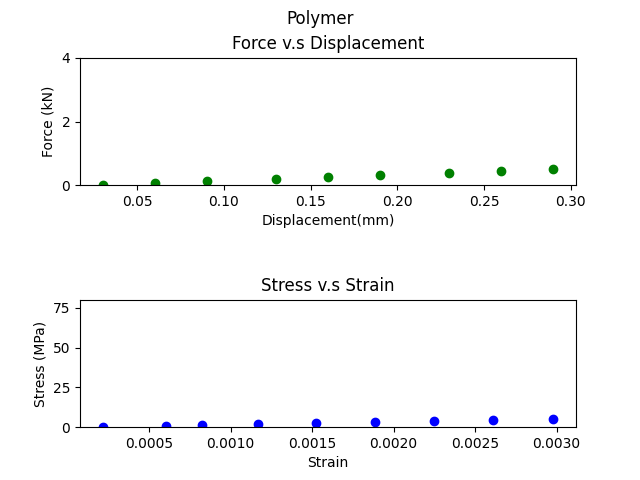 Polymer
Force v.s Displacement
4
2
0
Force (kN)
0.05 0.10 0.15 0.20 0.25 0.30
Displacement(mm)
Stress v.s Strain
75
50
25
0
Stress (MPa)
0.0005 0.0010 0.0015 0.0020 0.0025 0.0030
Strain